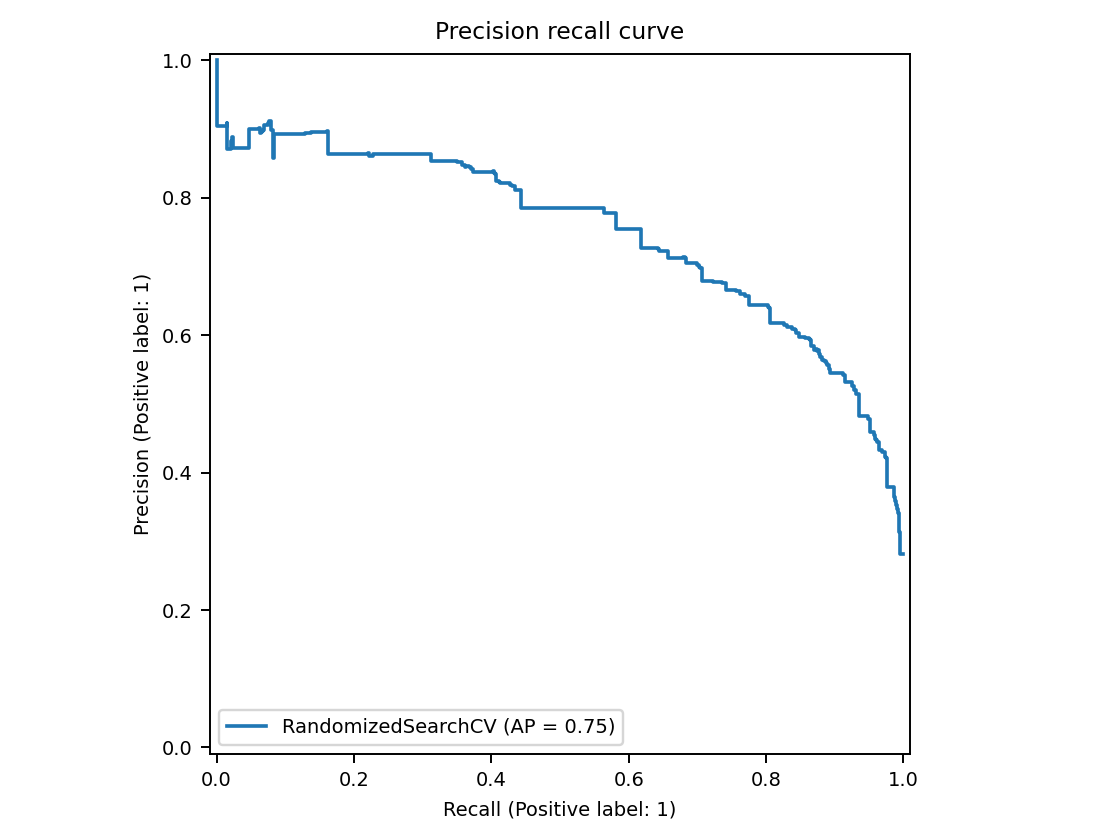 Precision recall curve
1.0
0.8
0.6
0.4
0.2
0.0
Precision (Positive label: 1)
RandomizedSearchCV (AP = 0.75)
0.0 0.2 0.4 0.6 0.8 1.0
Recall (Positive label: 1)